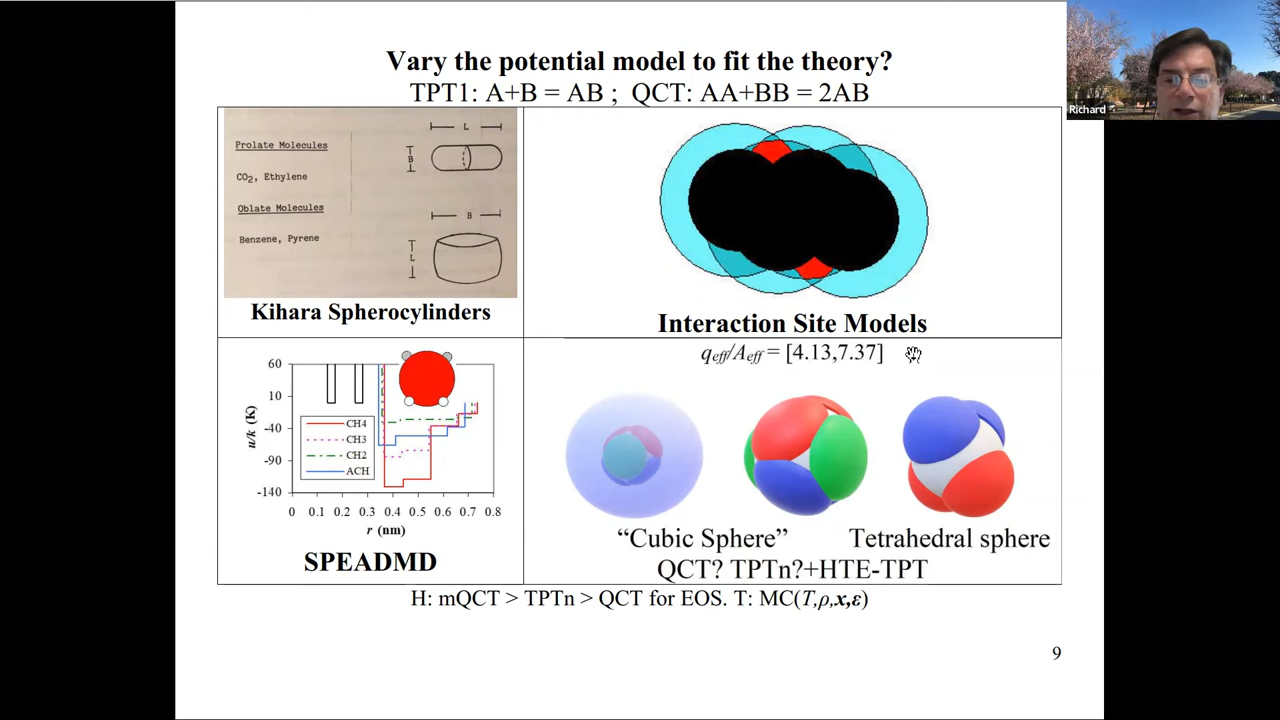 Vary the potential model to fit the theory?
TPT1: A+B = AB ; QCT: AA+BB = 2AB
Richard
Prolate Molecules
CO2, Ethylene
Oblate Molecules
Benzene, Pyrene
L
B
B
L
Kihara Spherocylinders
Interaction Site Models
60
10
-40
-90
-140
u/k (K)
CH4
CH3
CH2
ACH
0 0.1 0.2 0.3 0.4 0.5 0.6 0.7 0.8
r (nm)
SPEADMD
qeff/Aeff = [4.13,7.37]
“Cubic Sphere” Tetrahedral sphere
QCT? TPTn?+HTE-TPT
H: mQCT > TPTn > QCT for EOS. T: MC(T,ρ,x,ε)
9